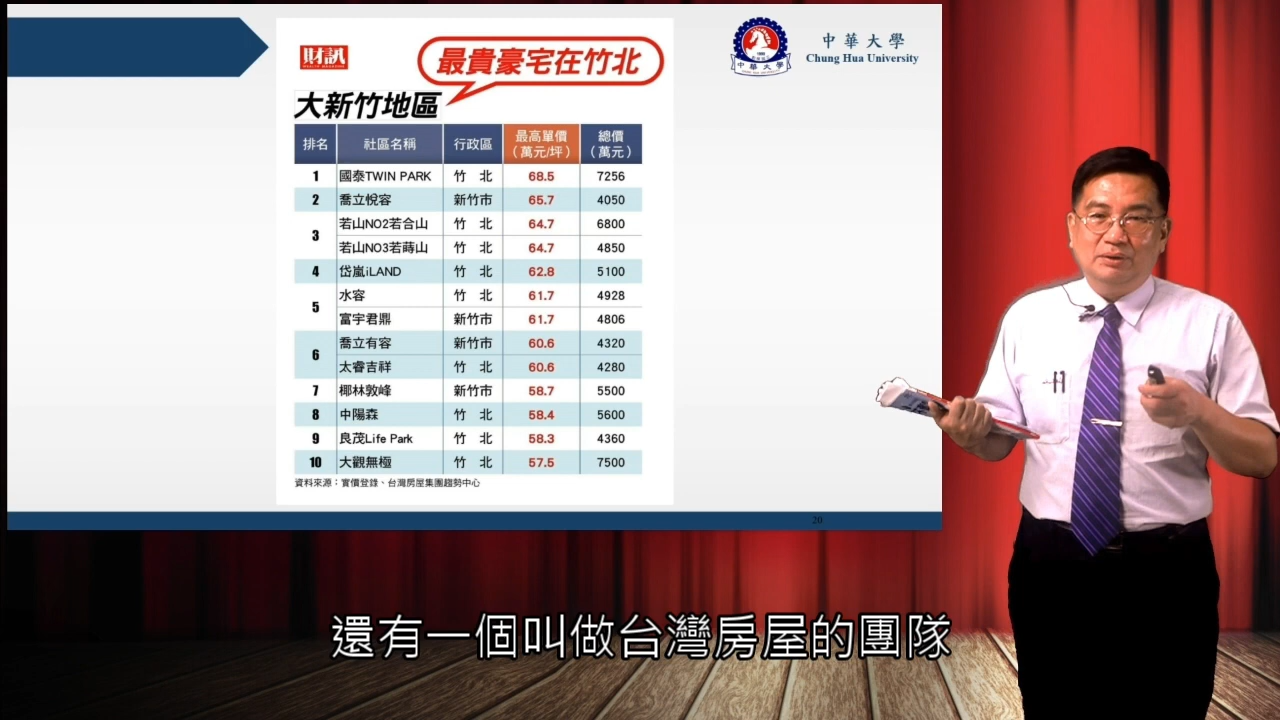 財訊
最貴豪宅在竹北
大新竹地區
排名 社區名稱 行政區 最高單價（萬元/坪） 總價（萬元）
1 國泰TWIN PARK 竹 北 68.5 7256
2 喬立悅容 新竹市 65.7 4050
3 若山NO2若合山 竹 北 64.7 6800
若山NO3若蒔山 竹 北 64.7 4850
4 岱嵐iLAND 竹 北 62.8 5100
5 水容 竹 北 61.7 4928
富宇君鼎 新竹市 61.7 4806
6 喬立有容 新竹市 60.6 4320
太睿吉祥 竹 北 60.6 4280
7 椰林敦峰 新竹市 58.7 5500
8 中陽森 竹 北 58.4 5600
9 良茂Life Park 竹 北 58.3 4360
10 大觀無極 竹 北 57.5 7500
資料來源：實價登錄、台灣房屋集團趨勢中心
中華大學
中華大學
Chung Hua University
20
還有一個叫做台灣房屋的團隊